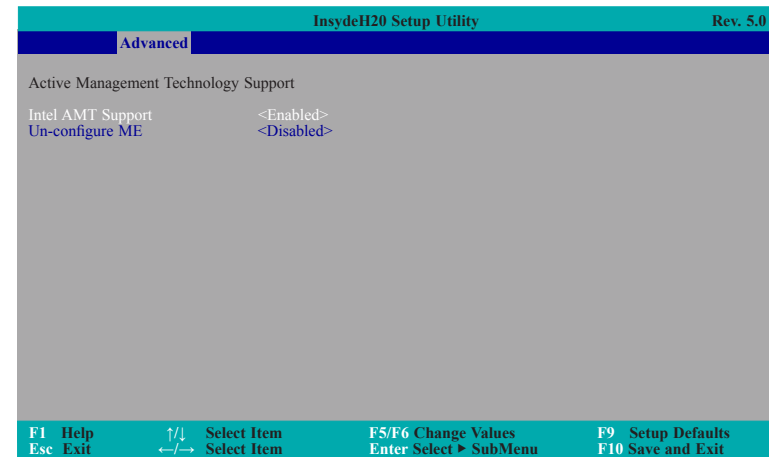 InsydeH20 Setup Utility Rev. 5.0
Advanced
Active Management Technology Support
Intel AMT Support <Enabled>
Un-configure ME <Disabled>
F1 Help ↑/↓ Select Item F5/F6 Change Values F9 Setup Defaults
Esc Exit ←/→ Select Item Enter Select ▶ SubMenu F10 Save and Exit